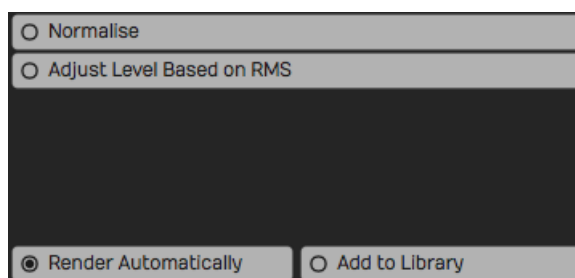 Normalise
Adjust Level Based on RMS
Render Automatically
Add to Library